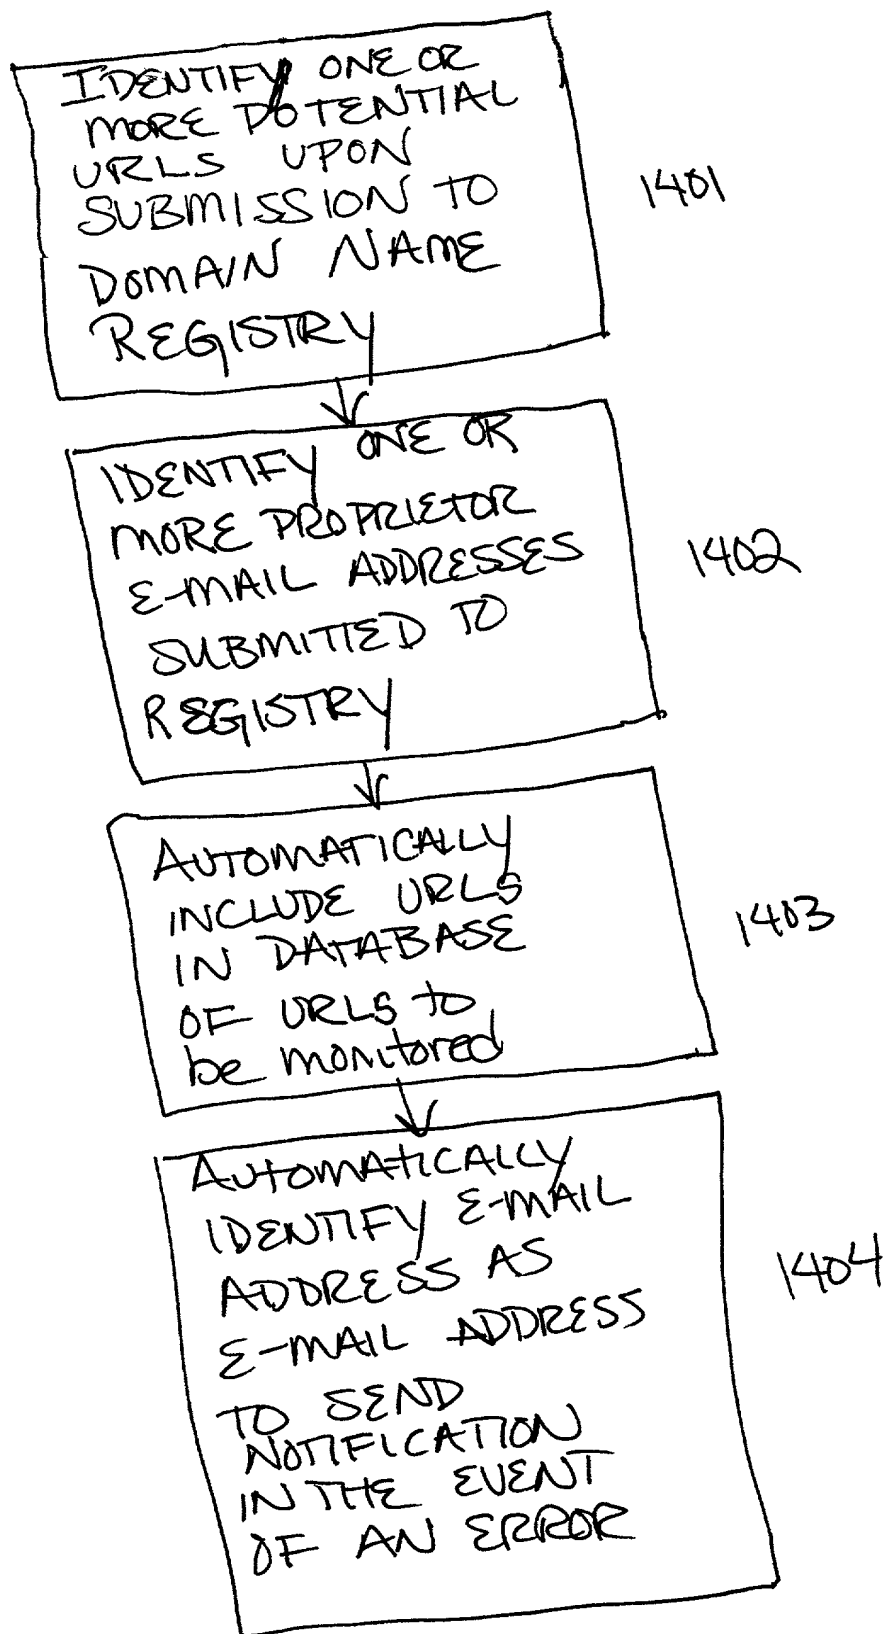 IDENTIFY ONE OR
MORE POTENTIAL
URLS UPON
SUBMISSION TO
DOMAIN NAME
REGISTRY
1401
IDENTIFY ONE OR
MORE PROPRIETOR
E-MAIL ADDRESSES
SUBMITTED TO
REGISTRY
1402
AUTOMATICALLY
INCLUDE URLS
IN DATABASE
OF URLS to
be monitored
1403
AUtOMAtICALLY
IDENTIFY E-MAIL
ADDRESS AS
E-MAIL ADDRESS
TO SEND
NOTIFICATION
IN THE EVENT
OF AN ERROR
1404